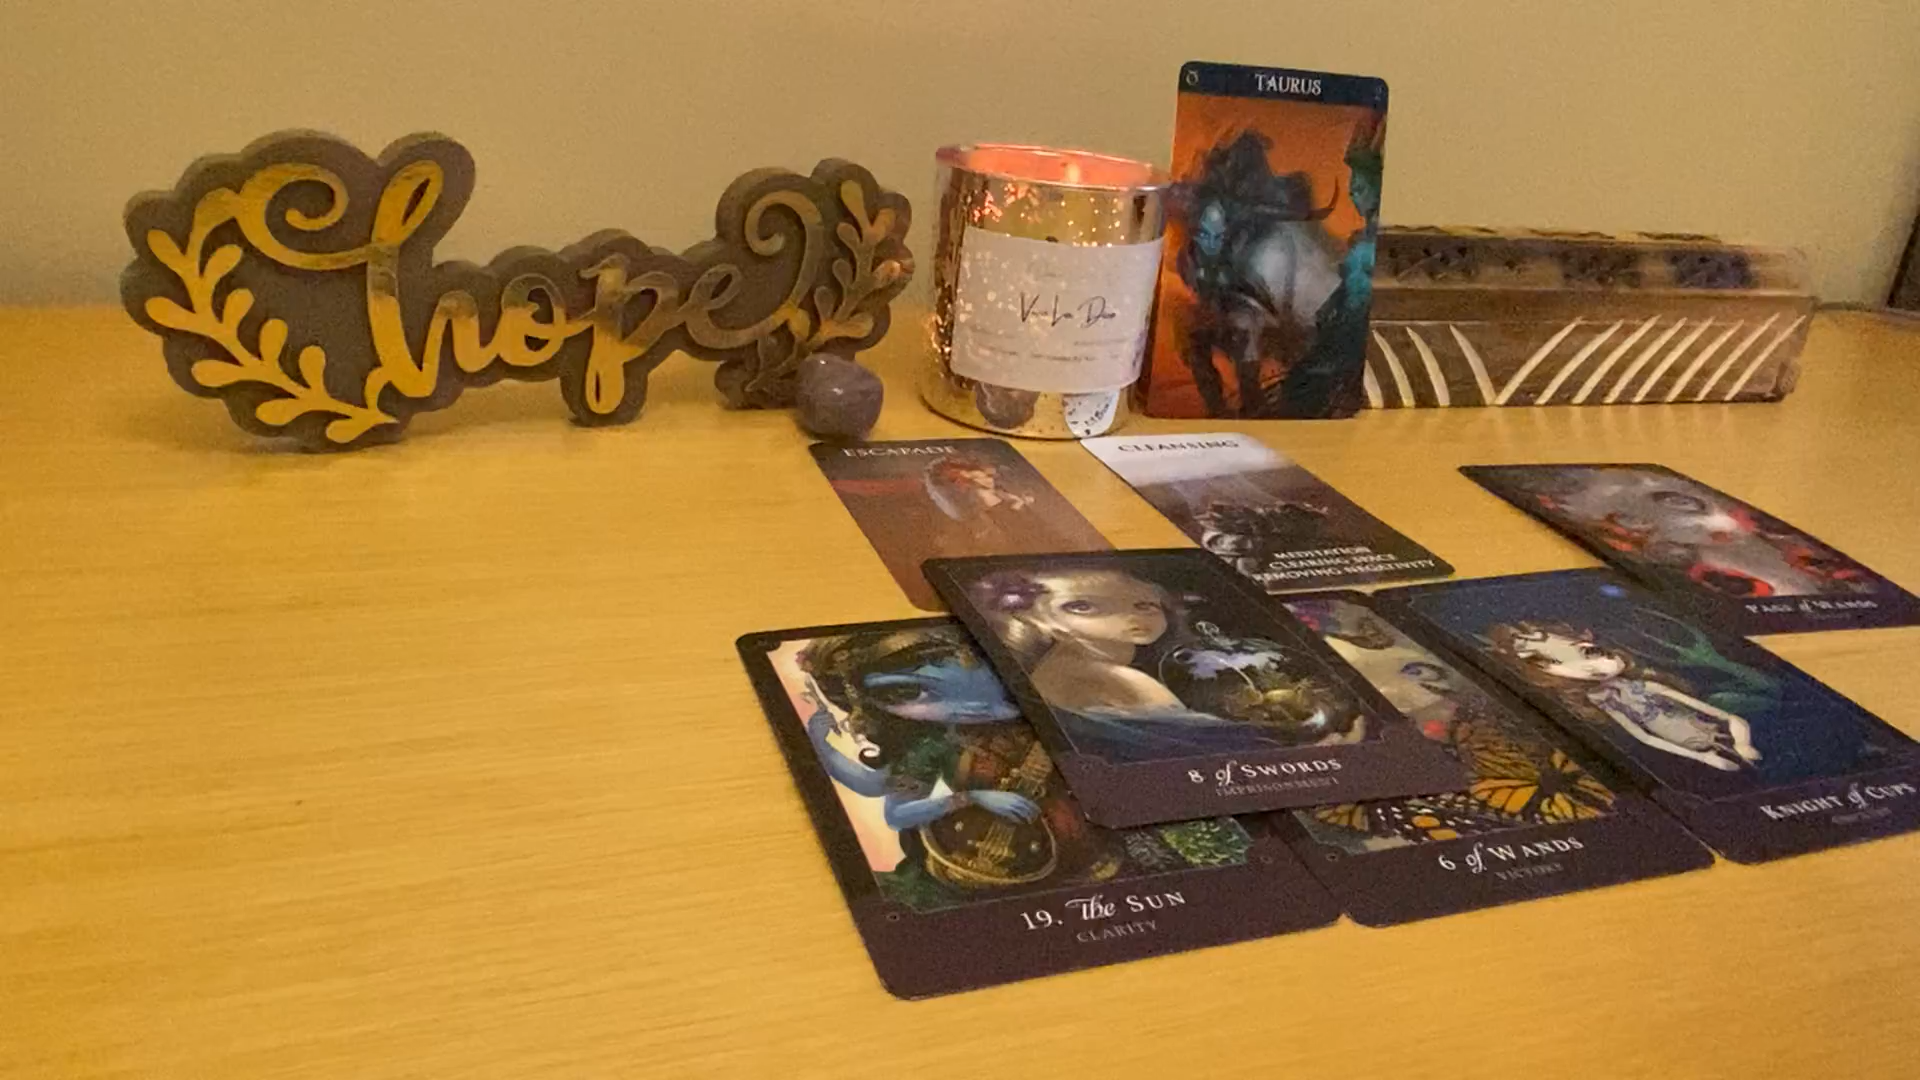 TAURUS
hope
ESCAPADE
CLEANSING
MEDITATION
CLEARING SPACE
REMOVING NEGATIVITY
PAGE of WANDS
8 of SWORDS
IMPRISONMENT
KNIGHT of CUPS
6 of WANDS
VICTORY
19. The SUN
CLARITY